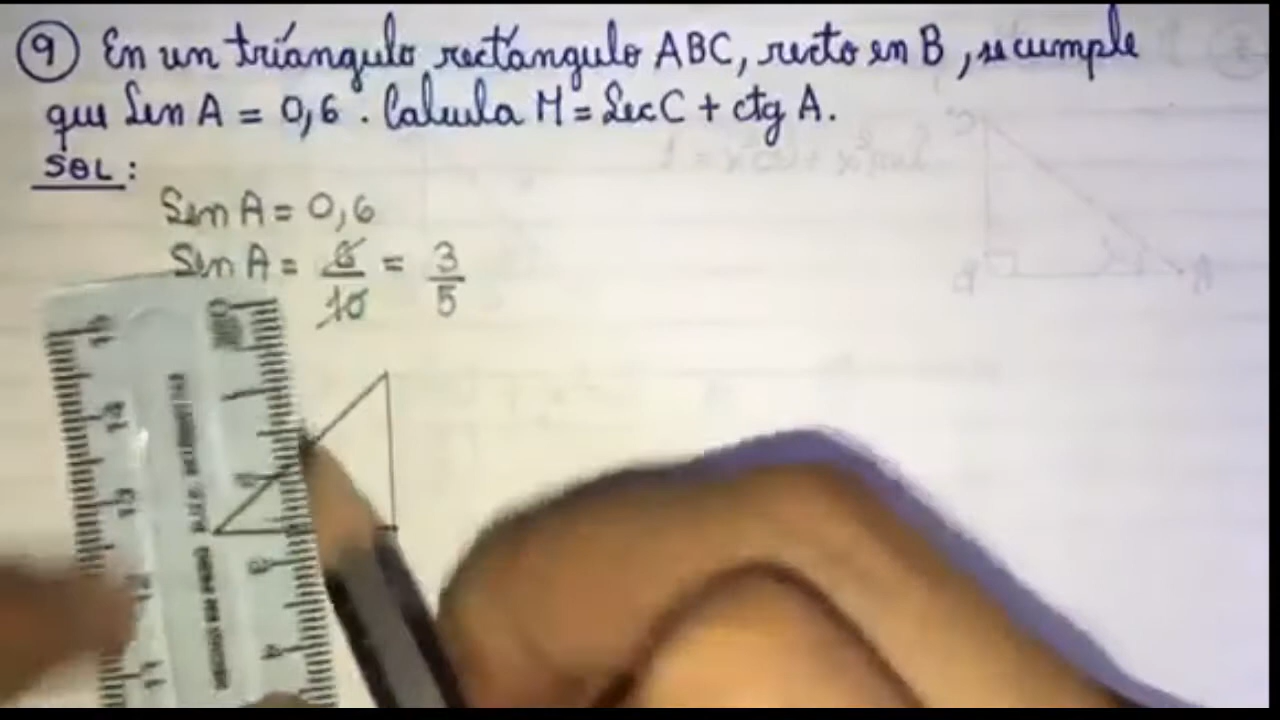 9 En un triángulo rectángulo ABC, recto en B, se cumple
que Sen A = 0,6. Calcula M = Sec C + ctg A.
SOL:
Sen A = 0,6
Sen A = 6/10 = 3/5